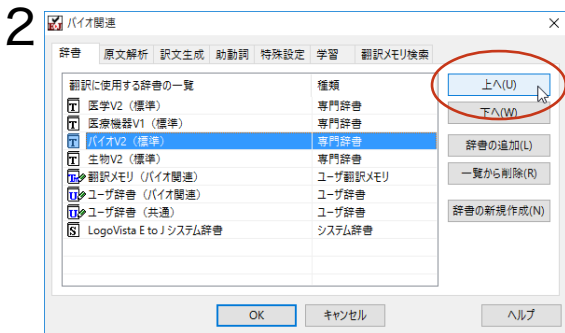 2
バイオ関連
辞書 原文解析 訳文生成 助動詞 特殊設定 学習 翻訳メモリ検索
翻訳に使用する辞書の一覧 種類
医学V2（標準） 専門辞書
医療機器V1（標準） 専門辞書
バイオV2（標準） 専門辞書
生物V2（標準） 専門辞書
翻訳メモリ（バイオ関連） ユーザ翻訳メモリ
ユーザ辞書（バイオ関連） ユーザ辞書
ユーザ辞書（共通） ユーザ辞書
LogoVista E to J システム辞書 システム辞書
上へ(U)
下へ(W)
辞書の追加(L)
一覧から削除(R)
辞書の新規作成(N)
OK キャンセル ヘルプ